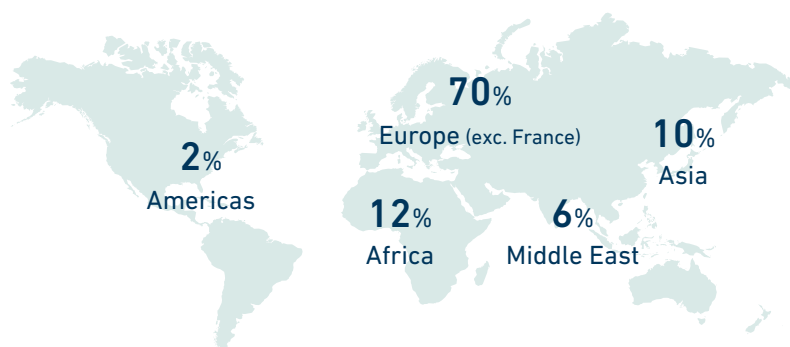 70%
Europe (exc. France)
2%
Americas
10%
Asia
12%
Africa
6%
Middle East